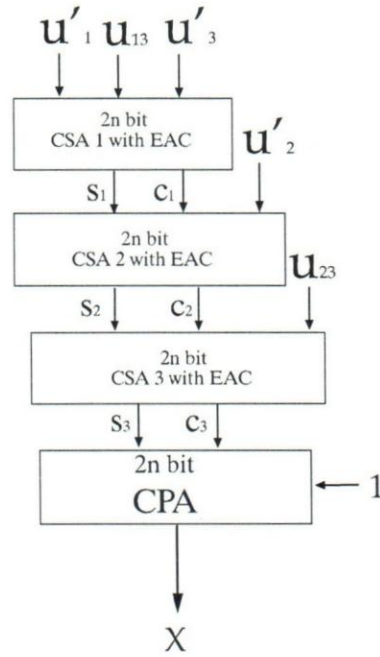 u'1 u13 u'3
2n bit
CSA 1 with EAC
u'2
s1 c1
2n bit
CSA 2 with EAC
u23
s2 c2
2n bit
CSA 3 with EAC
s3 c3
2n bit
CPA
1
X